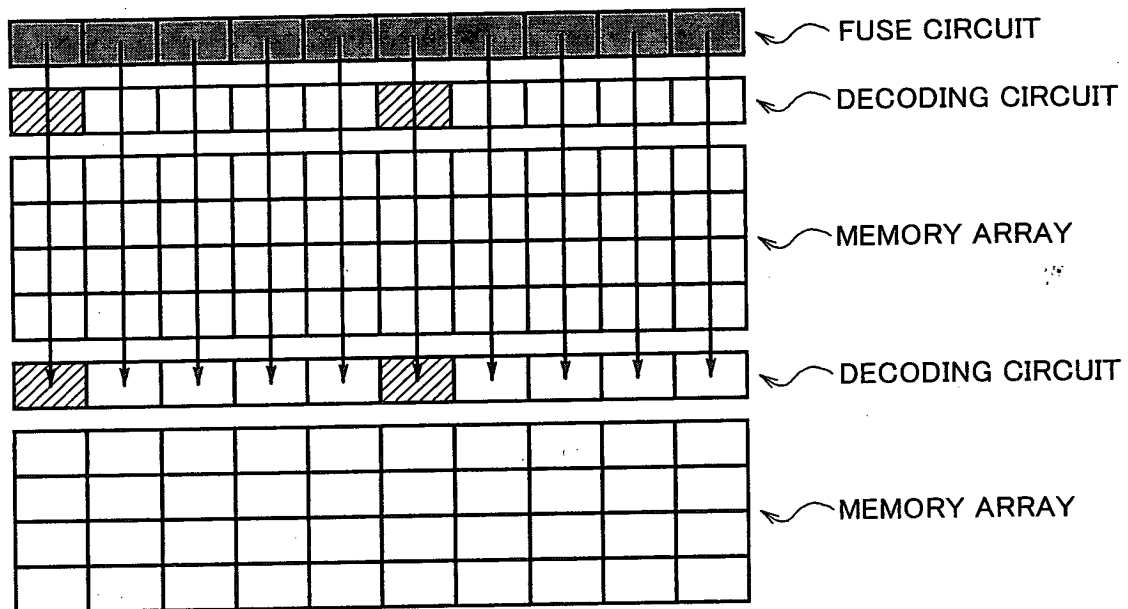 FUSE CIRCUIT
DECODING CIRCUIT
MEMORY ARRAY
DECODING CIRCUIT
MEMORY ARRAY